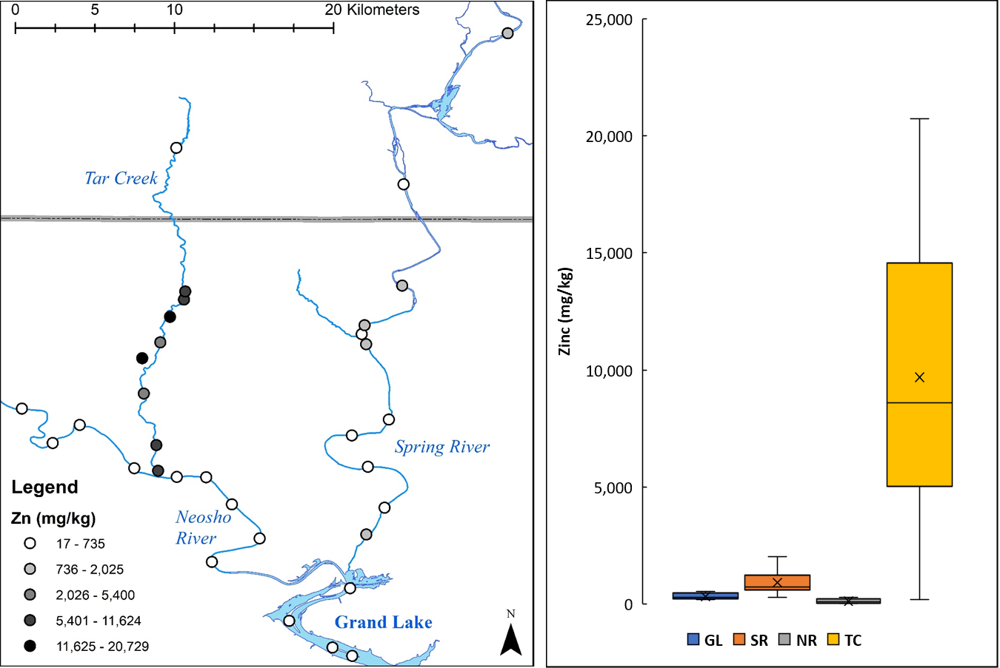 0 5 10 20 Kilometers
Tar Creek
Spring River
Neosho
River
Grand Lake
N
Legend
Zn (mg/kg)
17 - 735
736 - 2,025
2,026 - 5,400
5,401 - 11,624
11,625 - 20,729
Zinc (mg/kg)
25,000
20,000
15,000
10,000
5,000
0
GL SR NR TC